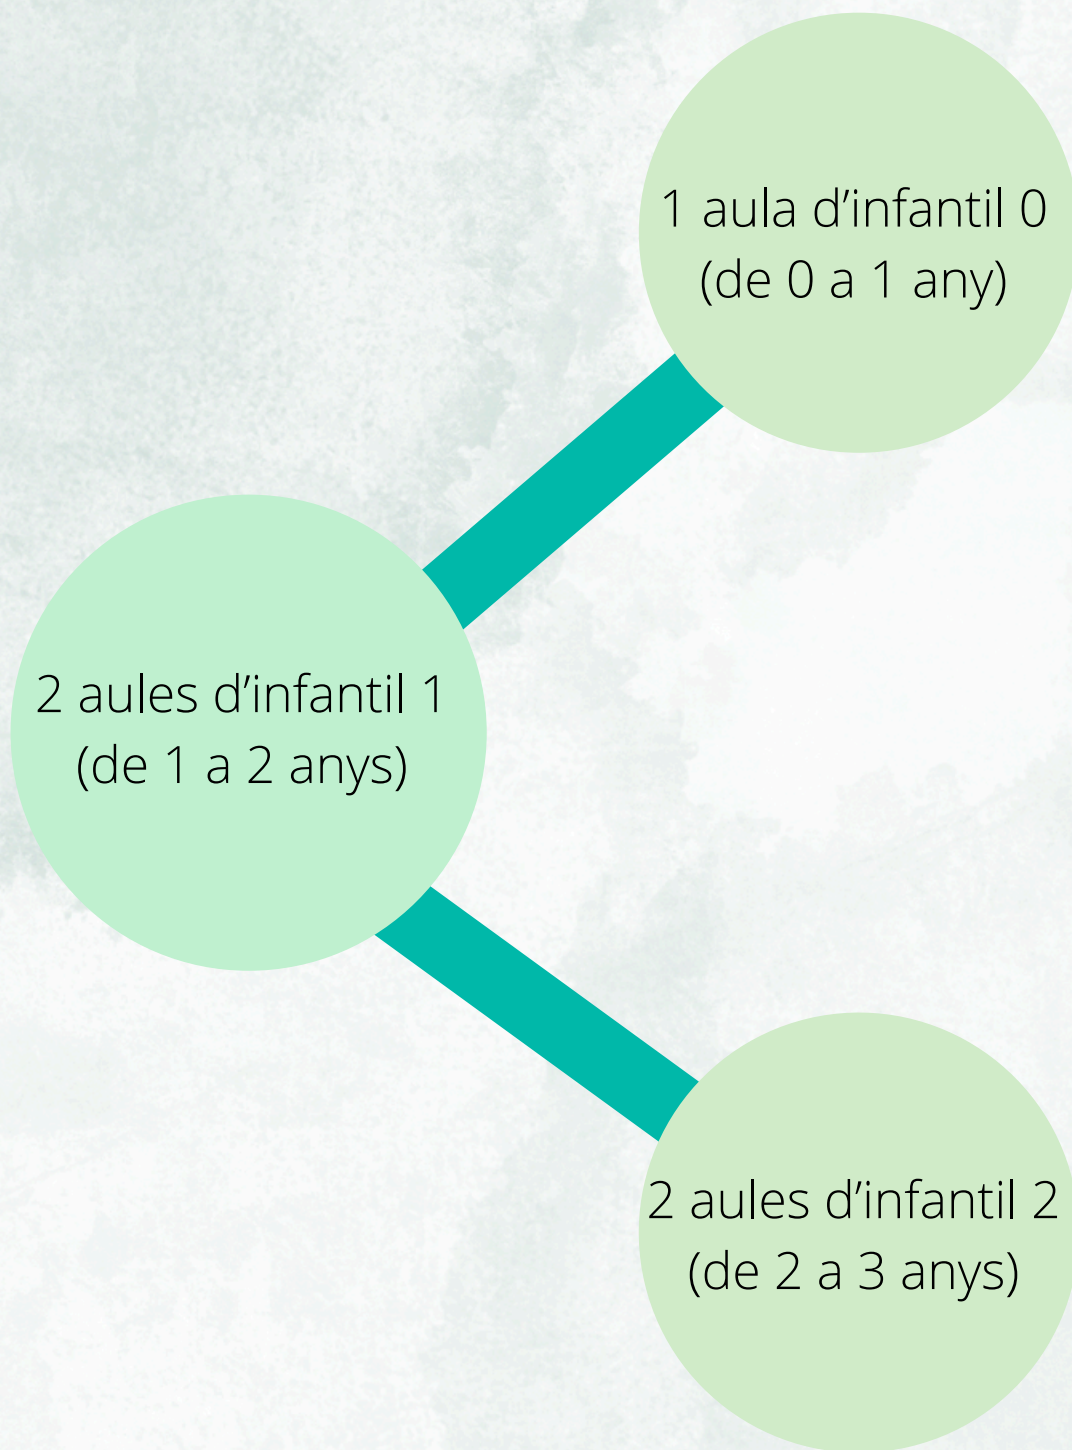 1 aula d’infantil 0
(de 0 a 1 any)
2 aules d’infantil 1
(de 1 a 2 anys)
2 aules d’infantil 2
(de 2 a 3 anys)